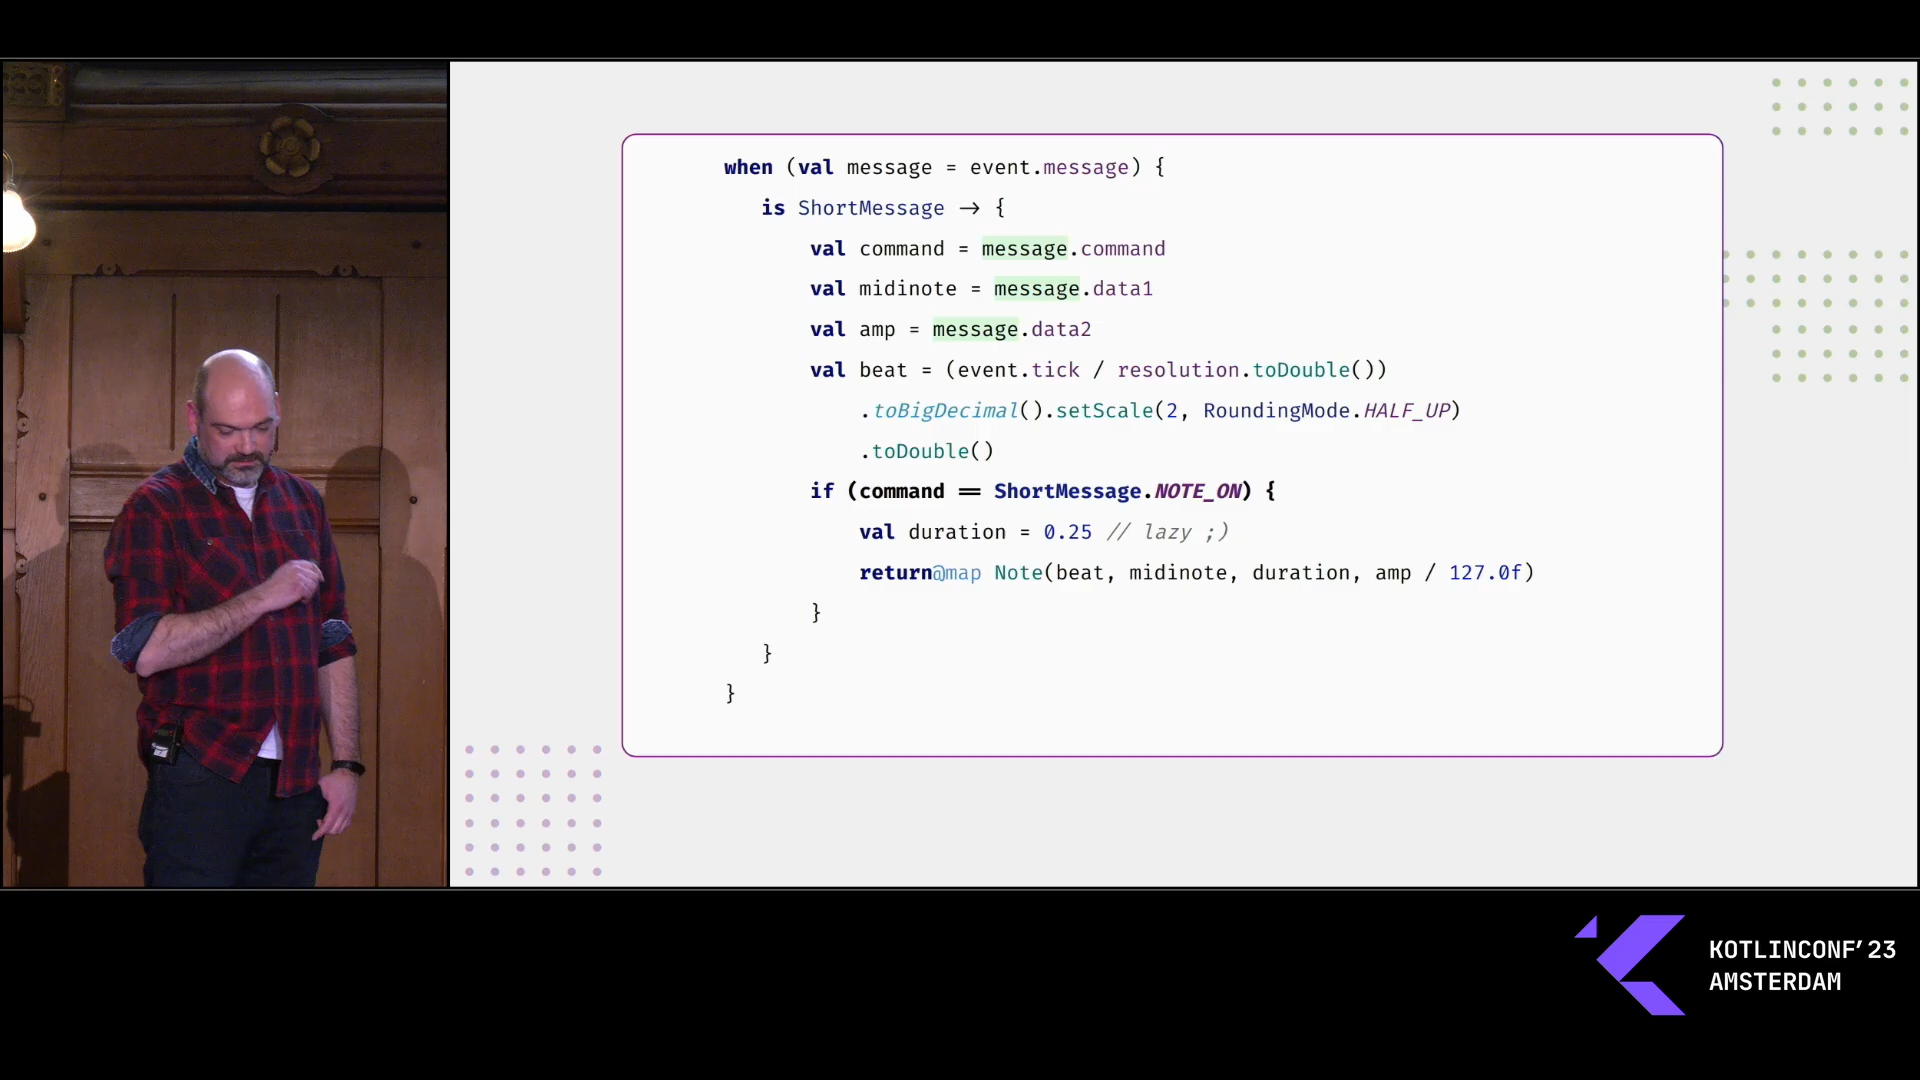 when (val message = event.message) {
is ShortMessage → {
val command = message.command
val midinote = message.data1
val amp = message.data2
val beat = (event.tick / resolution.toDouble())
.toBigDecimal().setScale(2, RoundingMode.HALF_UP)
.toDouble()
if (command == ShortMessage.NOTE_ON) {
val duration = 0.25 // lazy ;)
return@map Note(beat, midinote, duration, amp / 127.0f)
}
}
}
KOTLINCONF'23
AMSTERDAM